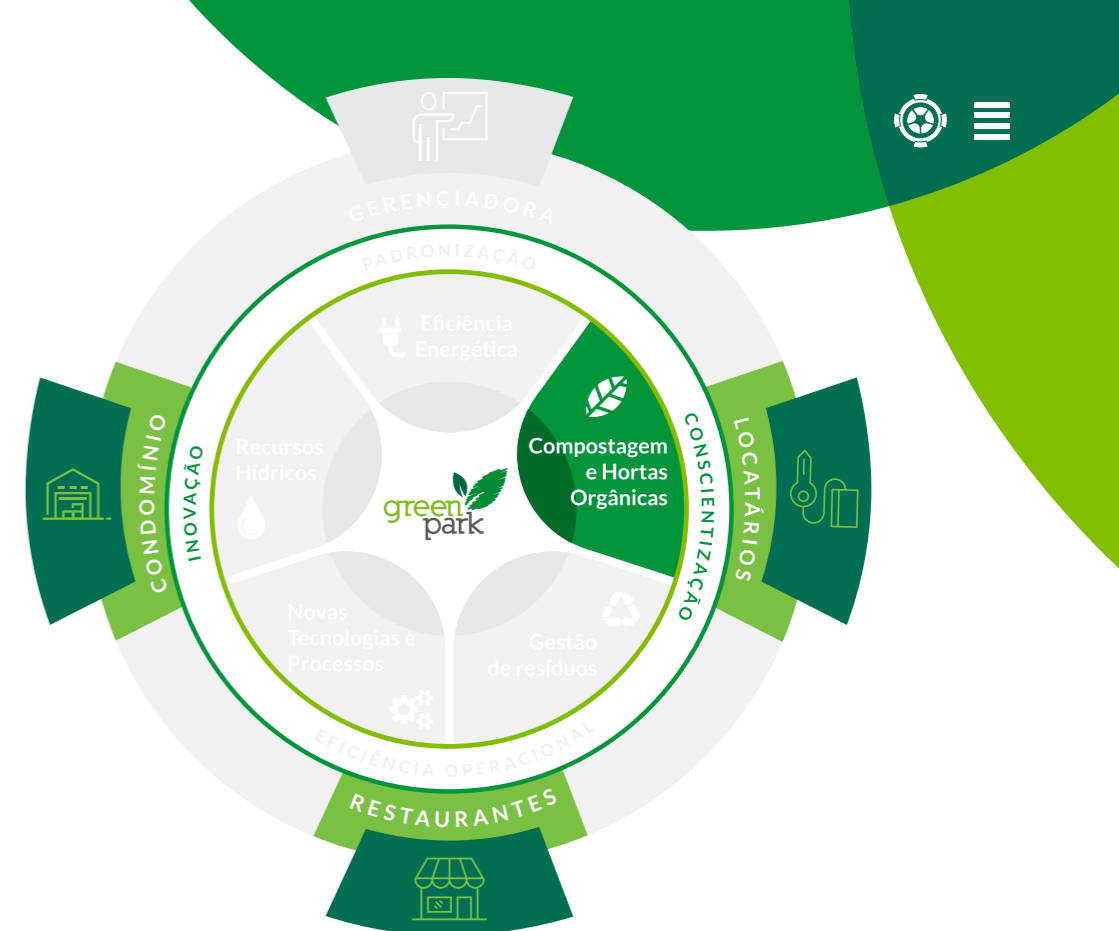 GERENCIADORA
PADRONIZAÇÃO
Eficiência
Energética
Recursos
Hídricos
Compostagem
e Hortas
Orgânicas
CONDOMÍNIO
INOVAÇÃO
green
park
CONSCIENTIZAÇÃO
LOCATÁRIOS
Novas
Tecnologias e
Processos
Gestão
de resíduos
EFICIÊNCIA OPERACIONAL
RESTAURANTES